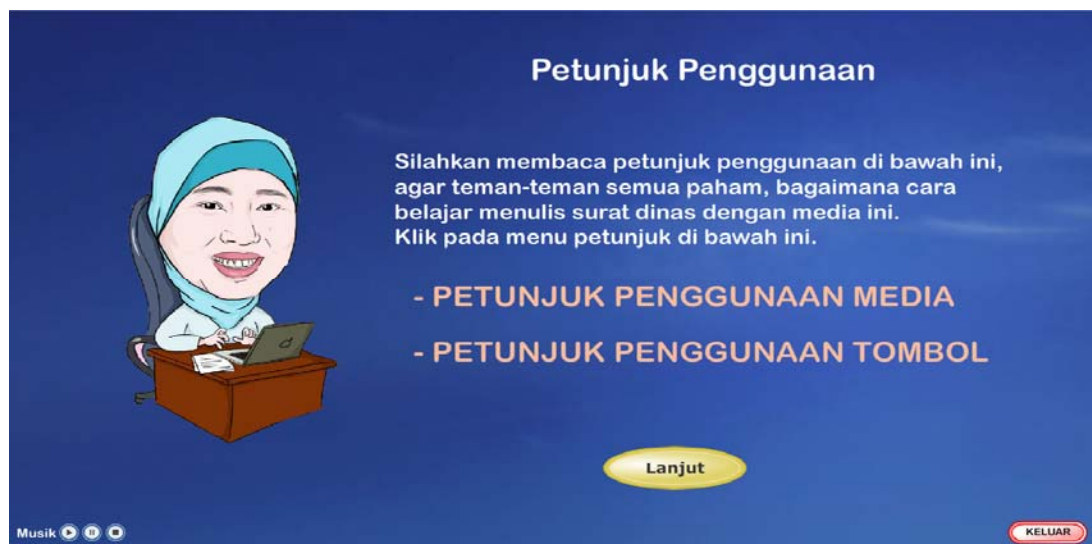 Petunjuk Penggunaan
Silahkan membaca petunjuk penggunaan di bawah ini,
agar teman-teman semua paham, bagaimana cara
belajar menulis surat dinas dengan media ini.
Klik pada menu petunjuk di bawah ini.
- PETUNJUK PENGGUNAAN MEDIA
- PETUNJUK PENGGUNAAN TOMBOL
Lanjut
Musik
KELUAR